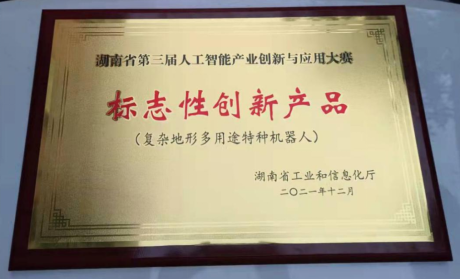 湖南省第三届人工智能产业创新与应用大赛
标志性创新产品
（复杂地形多用途特种机器人）
湖南省工业和信息化厅
二〇二一年十二月